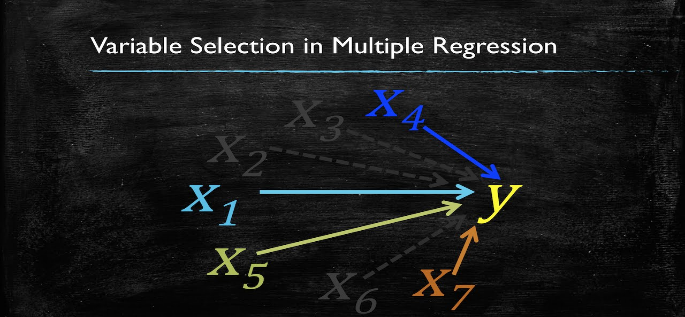 Variable Selection in Multiple Regression
x₃ x₄
x₂
x₁ y
x₅
x₆ x₇